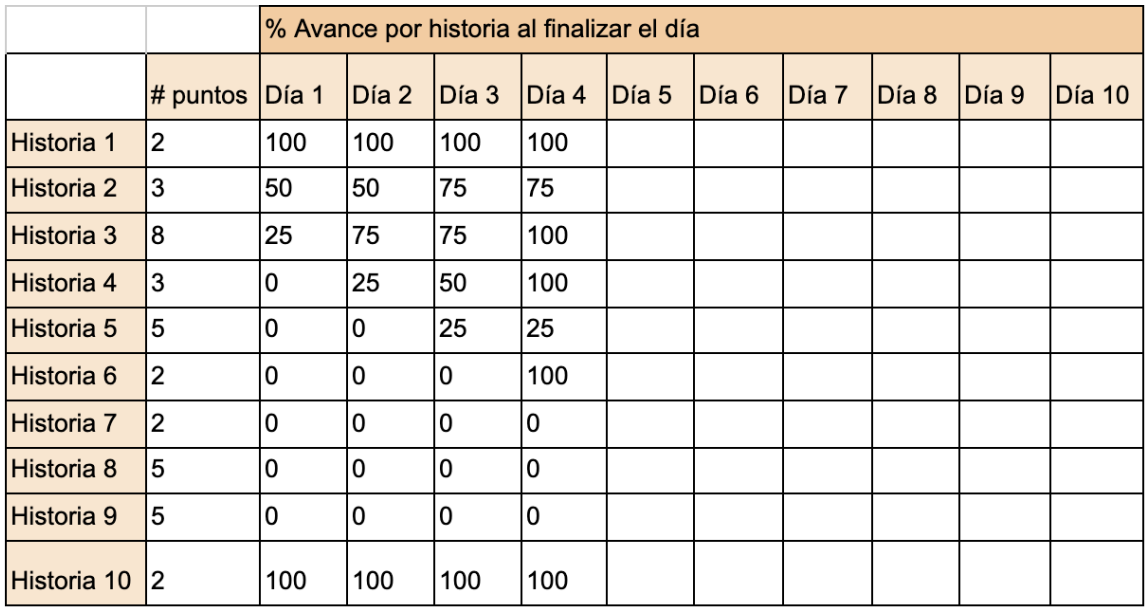 % Avance por historia al finalizar el día
# puntos Día 1 Día 2 Día 3 Día 4 Día 5 Día 6 Día 7 Día 8 Día 9 Día 10
Historia 1 2 100 100 100 100
Historia 2 3 50 50 75 75
Historia 3 8 25 75 75 100
Historia 4 3 0 25 50 100
Historia 5 5 0 0 25 25
Historia 6 2 0 0 0 100
Historia 7 2 0 0 0 0
Historia 8 5 0 0 0 0
Historia 9 5 0 0 0 0
Historia 10 2 100 100 100 100